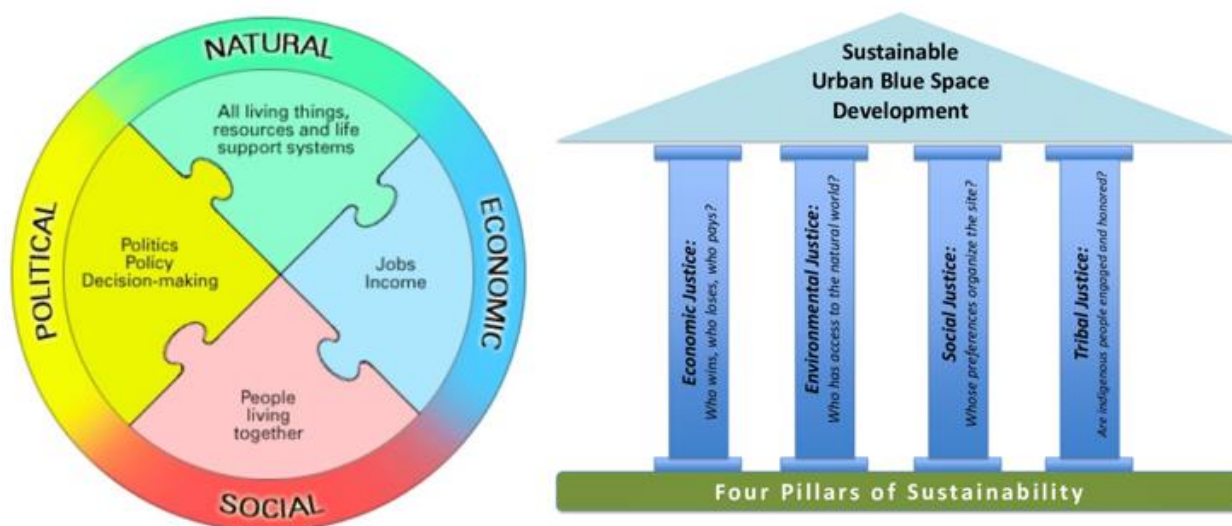 NATURAL
All living things,
resources and life
support systems
POLITICAL
Politics
Policy
Decision-making
Jobs
Income
ECONOMIC
People
living
together
SOCIAL
Sustainable
Urban Blue Space
Development
Economic Justice:
Who wins, who loses, who pays?
Environmental Justice:
Who has access to the natural world?
Social Justice:
Whose preferences organize the site?
Tribal Justice:
Are indigenous people engaged and honored?
Four Pillars of Sustainability